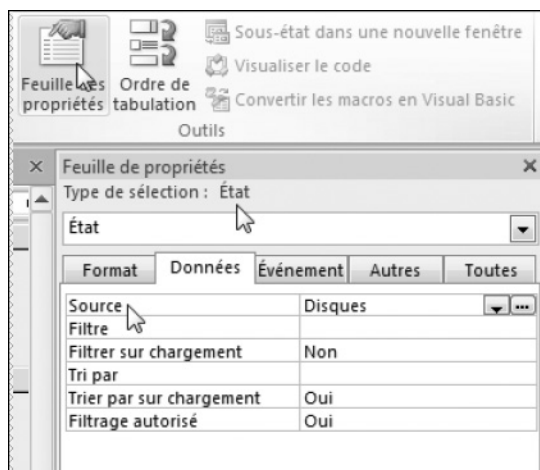 Sous-état dans une nouvelle fenêtre
Visualiser le code
Convertir les macros en Visual Basic
Feuille des propriétés
Ordre de tabulation
Outils
Feuille de propriétés
Type de sélection : État
État
Format Données Événement Autres Toutes
Source Disques
Filtre
Filtrer sur chargement Non
Tri par
Trier par sur chargement Oui
Filtrage autorisé Oui